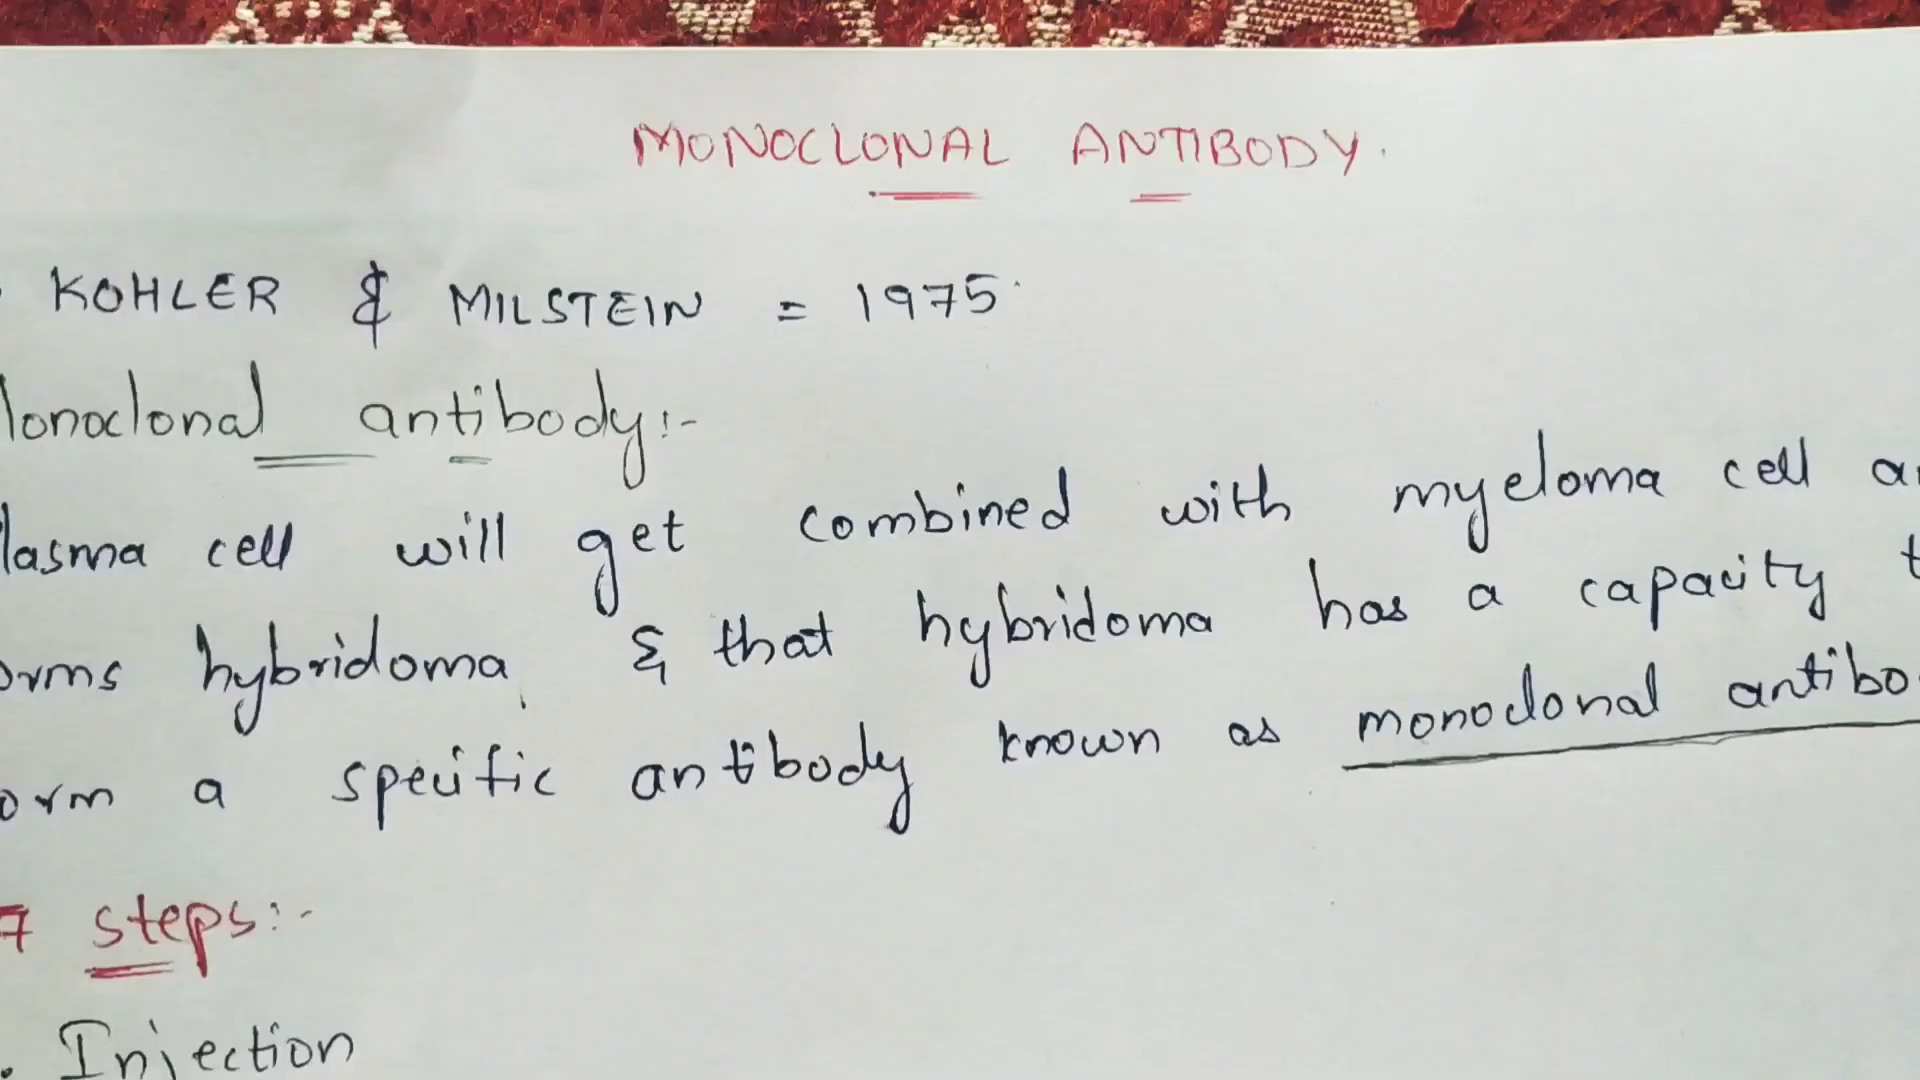 MONOCLONAL ANTIBODY.
KOHLER & MILSTEIN = 1975.
lonoclonal antibody:-
lasma cell will get combined with myeloma cell a
orms hybridoma & that hybridoma has a capacity t
orm a specific antibody known as monoclonal antibo
7 steps:-
. Injection